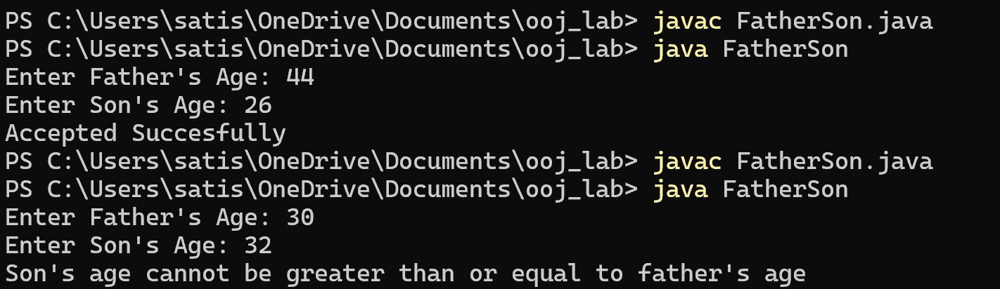 PS C:\Users\satis\OneDrive\Documents\ooj_lab> javac FatherSon.java
PS C:\Users\satis\OneDrive\Documents\ooj_lab> java FatherSon
Enter Father's Age: 44
Enter Son's Age: 26
Accepted Succesfully
PS C:\Users\satis\OneDrive\Documents\ooj_lab> javac FatherSon.java
PS C:\Users\satis\OneDrive\Documents\ooj_lab> java FatherSon
Enter Father's Age: 30
Enter Son's Age: 32
Son's age cannot be greater than or equal to father's age